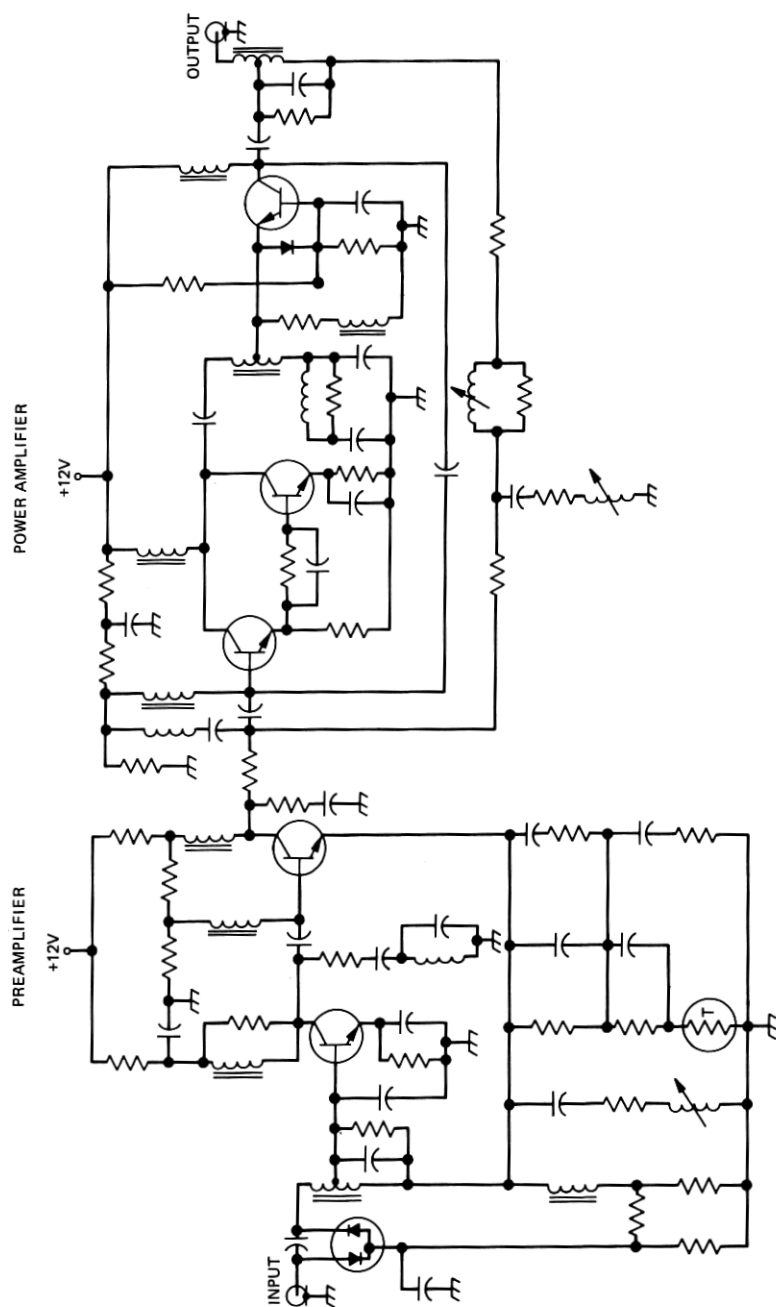 POWER AMPLIFIER
+12V
OUTPUT
PREAMPLIFIER
+12V
INPUT
T